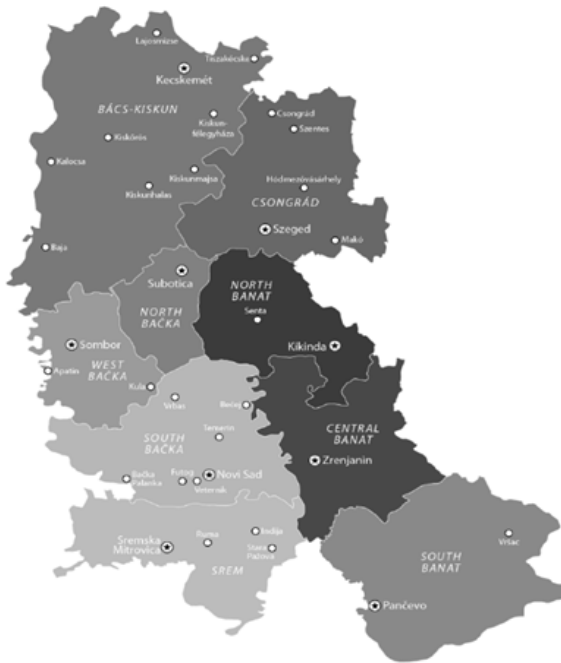 Lajosmizse
Tiszakécske
Kecskemét
BÁCS-KISKUN
Csongrád
Kiskun-
félegyháza
Szentes
Kiskőrös
Kalocsa
Kiskunmajsa
Kiskunhalas
Hódmezővásárhely
CSONGRÁD
Szeged
Makó
Baja
Subotica
NORTH
BANAT
NORTH
BAČKA
Senta
Sombor
Kikinda
WEST
BAČKA
Apatin
Kula
Vrbas
Bečej
CENTRAL
BANAT
SOUTH
BAČKA
Temerin
Zrenjanin
Bačka
Palanka
Futog
Veternik
Novi Sad
Sremska
Mitrovica
Ruma
Inđija
Stara
Pazova
SREM
Vršac
SOUTH
BANAT
Pančevo